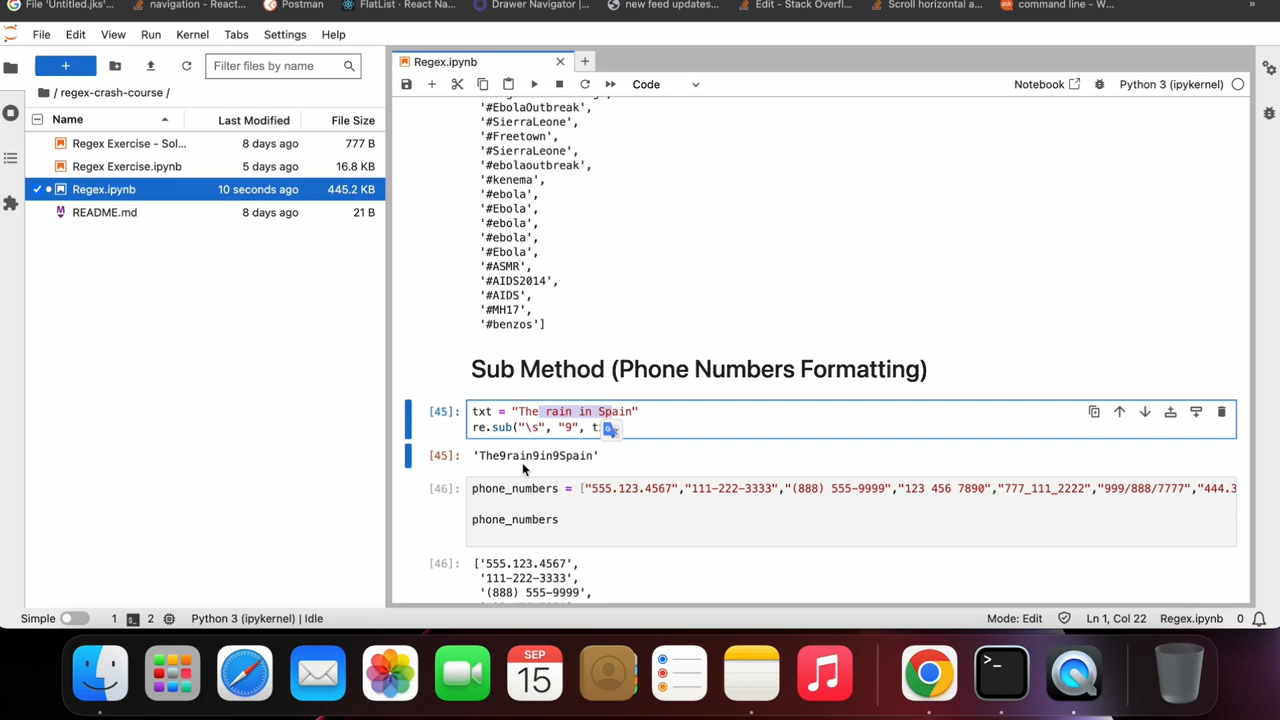 File 'Untitled.jks'...
navigation - React...
Postman
FlatList · React Na...
Drawer Navigator |...
new feed updates...
Edit - Stack Overfl...
Scroll horizontal a...
command line - W...
»
File Edit View Run Kernel Tabs Settings Help
+
Filter files by name
/ regex-crash-course /
Name Last Modified File Size
Regex Exercise - Sol... 8 days ago 777 B
Regex Exercise.ipynb 5 days ago 16.8 KB
Regex.ipynb 10 seconds ago 445.2 KB
README.md 8 days ago 21 B
Regex.ipynb
Code Notebook Python 3 (ipykernel)
'#EbolaOutbreak',
'#SierraLeone',
'#Freetown',
'#SierraLeone',
'#ebolaoutbreak',
'#kenema',
'#ebola',
'#Ebola',
'#ebola',
'#ebola',
'#Ebola',
'#ASMR',
'#AIDS2014',
'#AIDS',
'#MH17',
'#benzos']
Sub Method (Phone Numbers Formatting)
[45]: txt = "The rain in Spain"
re.sub("\s", "9", t
[45]: 'The9rain9in9Spain'
[46]: phone_numbers = ["555.123.4567","111-222-3333","(888) 555-9999","123 456 7890","777_111_2222","999/888/7777","444.3
phone_numbers
[46]: ['555.123.4567',
'111-222-3333',
'(888) 555-9999',
Simple 1 2 Python 3 (ipykernel) | Idle Mode: Edit Ln 1, Col 22 Regex.ipynb 0
SEP
15
>_